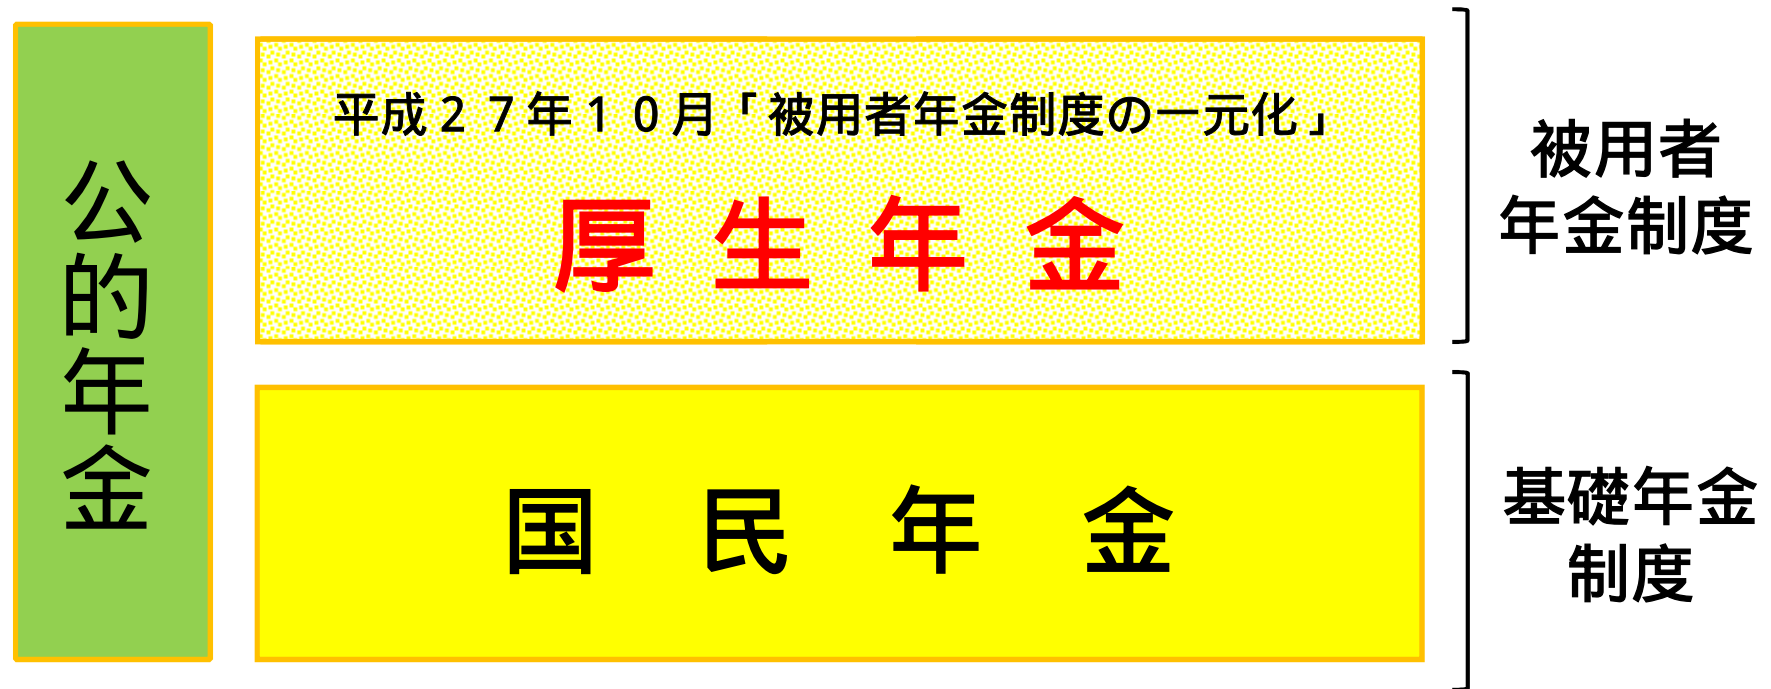 公的年金
平成２７年１０月「被用者年金制度の一元化」
厚生年金
被用者
年金制度
国民年金
基礎年金
制度